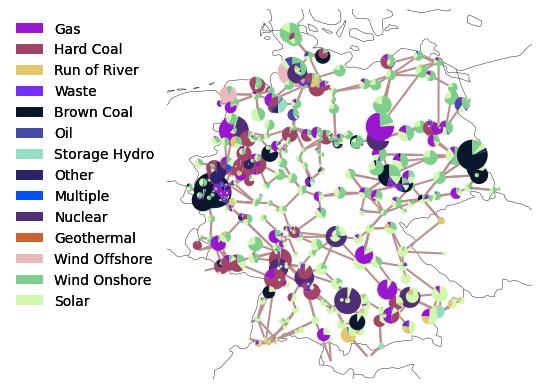 Gas
Hard Coal
Run of River
Waste
Brown Coal
Oil
Storage Hydro
Other
Multiple
Nuclear
Geothermal
Wind Offshore
Wind Onshore
Solar